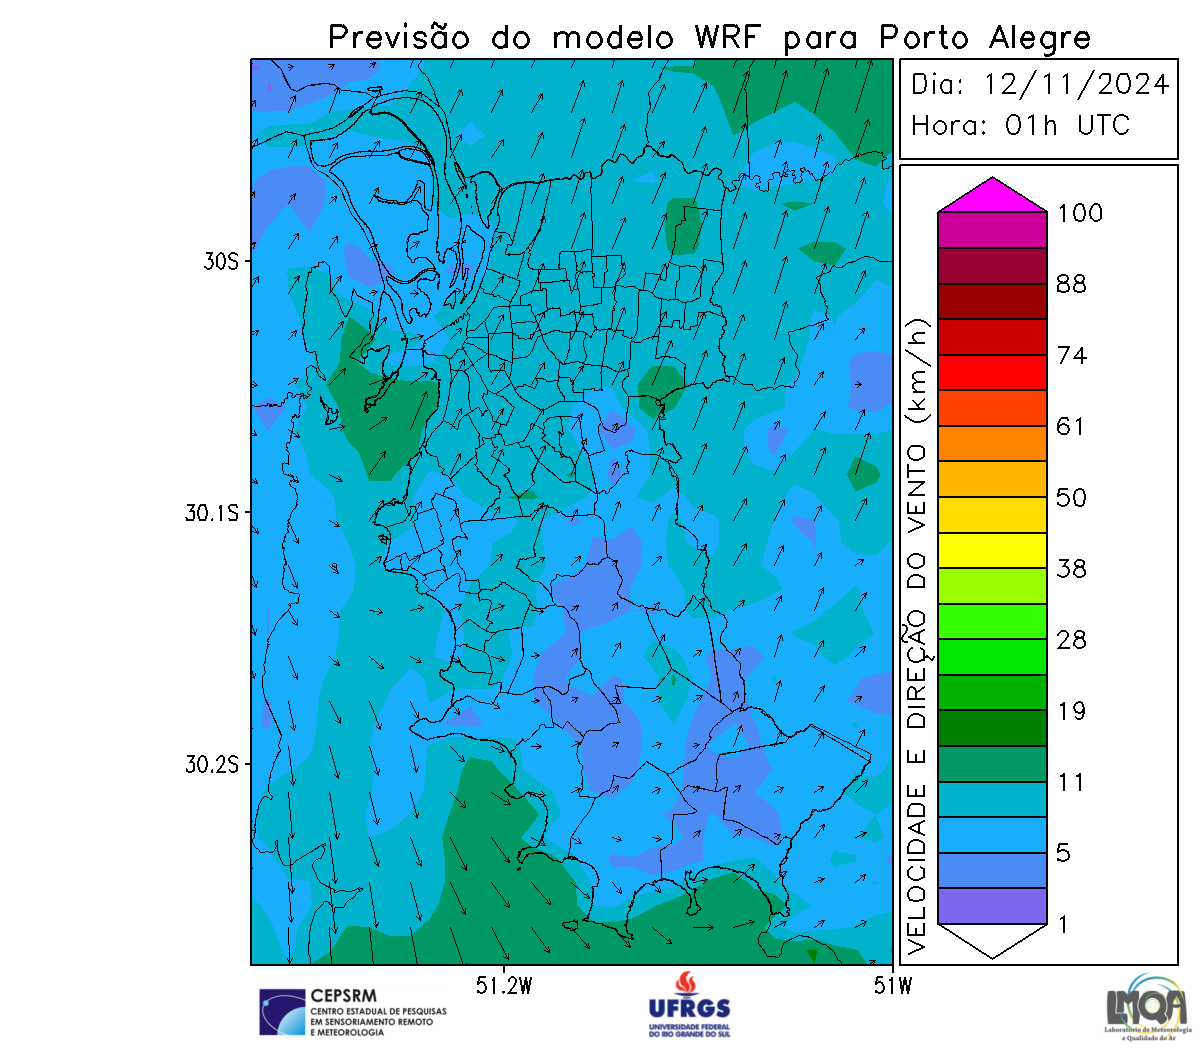 Previsão do modelo WRF para Porto Alegre
Dia: 12/11/2024
Hora: 01h UTC
30S
30.1S
30.2S
51.2W
51W
VELOCIDADE E DIREÇÃO DO VENTO (km/h)
100
88
74
61
50
38
28
19
11
5
1
CEPSRM
CENTRO ESTADUAL DE PESQUISAS
EM SENSORIAMENTO REMOTO
E METEOROLOGIA
UFRGS
UNIVERSIDADE FEDERAL
DO RIO GRANDE DO SUL
LMQA
Laboratório de Meteorologia
e Qualidade do Ar